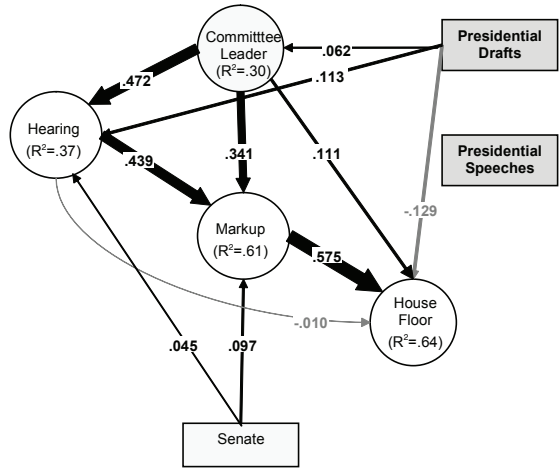 Committtee
Leader
(R²=.30)
Presidential
Drafts
.062
.472
.113
Hearing
(R²=.37)
.439
.341
.111
Presidential
Speeches
-.129
Markup
(R²=.61)
.575
House
Floor
(R²=.64)
-.010
.045
.097
Senate